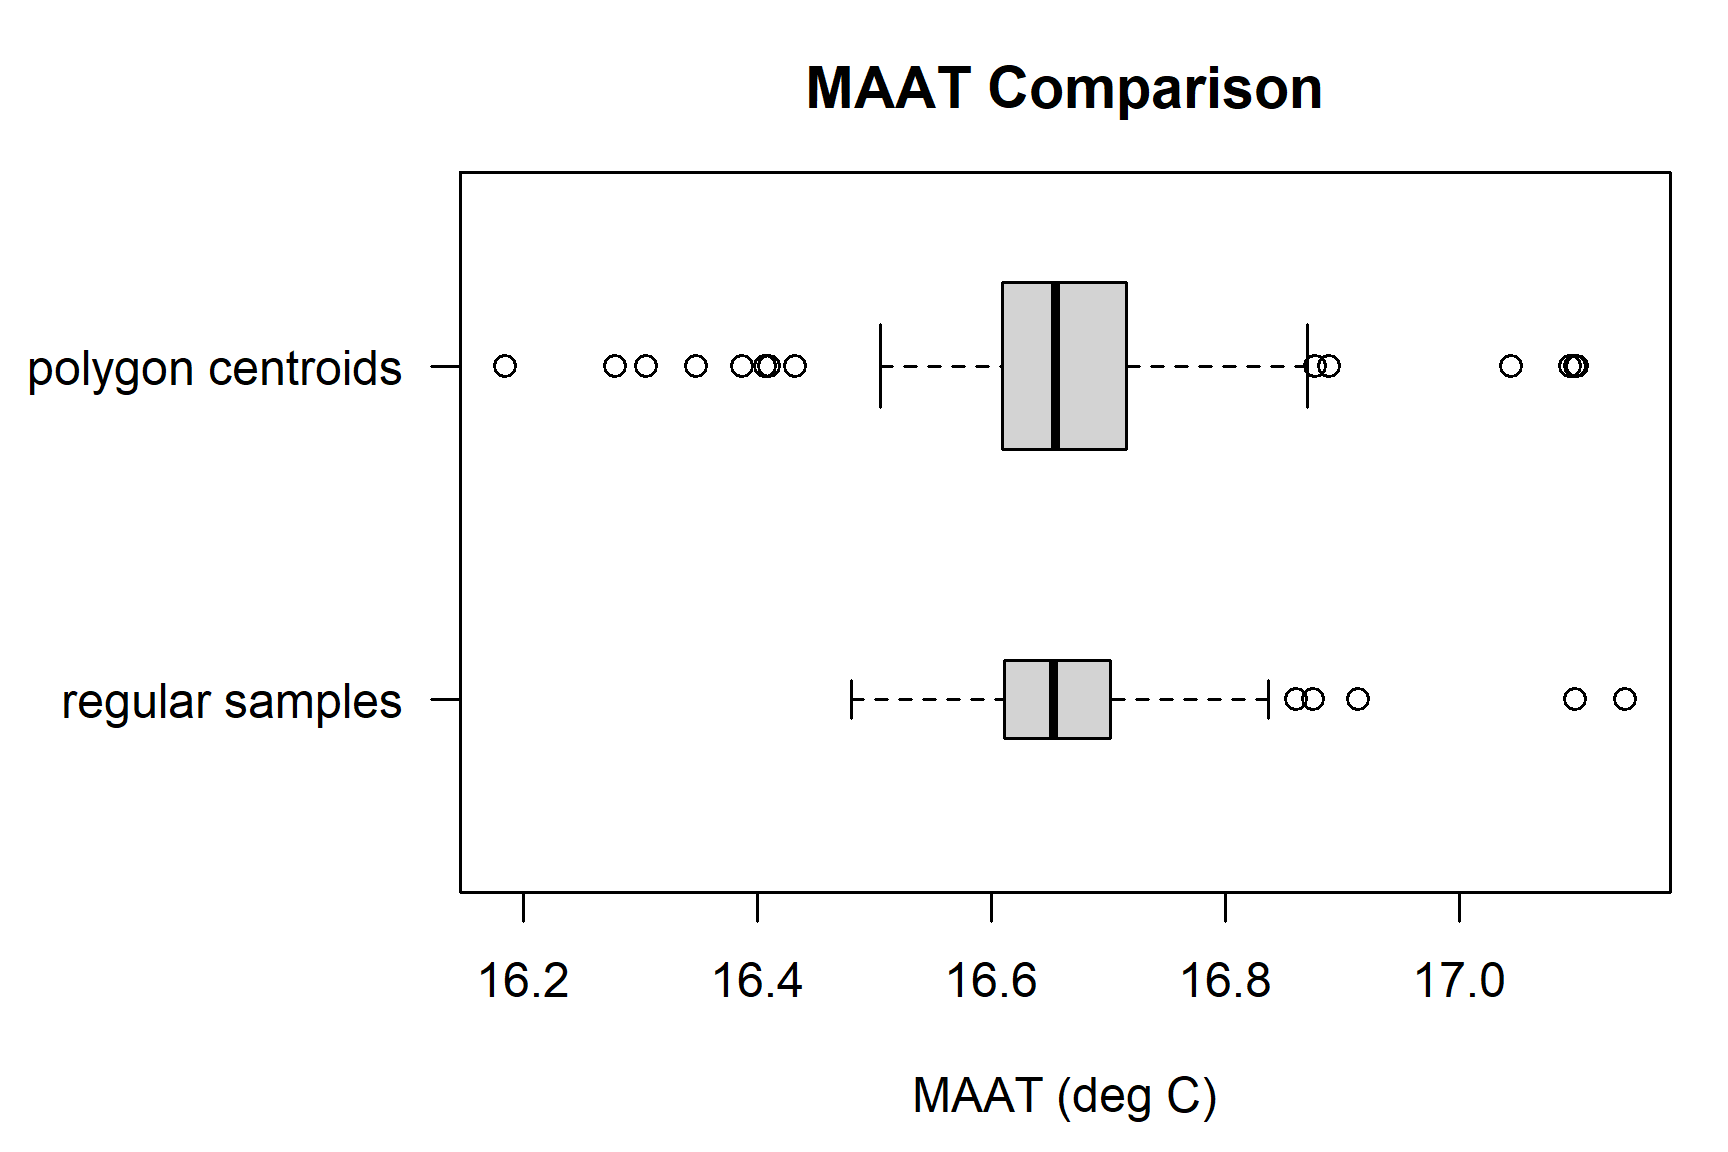 MAAT Comparison
polygon centroids
regular samples
16.2 16.4 16.6 16.8 17.0
MAAT (deg C)